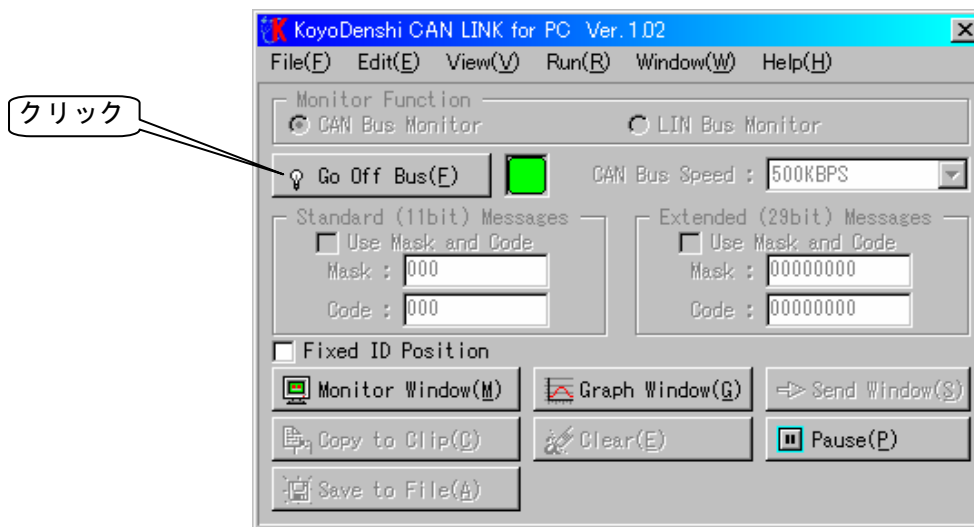 KoyoDenshi CAN LINK for PC Ver.1.02
File(F) Edit(E) View(V) Run(R) Window(W) Help(H)
クリック
Monitor Function
CAN Bus Monitor LIN Bus Monitor
Go Off Bus(F) CAN Bus Speed : 500KBPS
Standard (11bit) Messages Extended (29bit) Messages
Use Mask and Code Use Mask and Code
Mask : 000 Mask : 00000000
Code : 000 Code : 00000000
Fixed ID Position
Monitor Window(M) Graph Window(G) Send Window(S)
Copy to Clip(C) Clear(E) Pause(P)
Save to File(A)